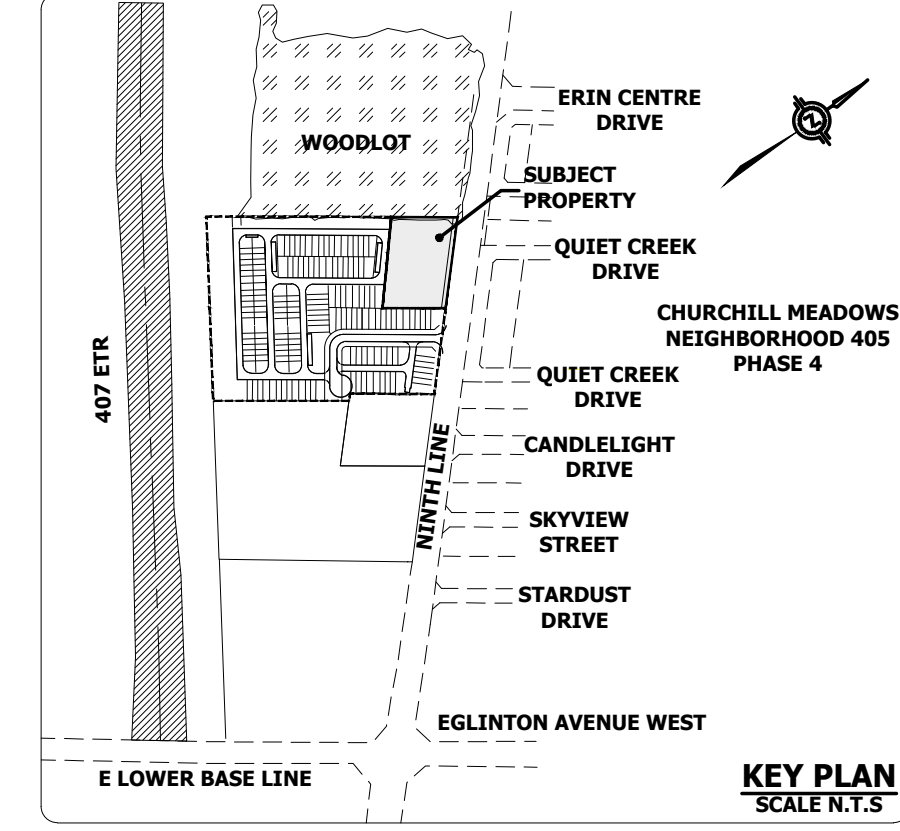 ERIN CENTRE
DRIVE
WOODLOT
SUBJECT
PROPERTY
QUIET CREEK
DRIVE
CHURCHILL MEADOWS
NEIGHBORHOOD 405
PHASE 4
407 ETR
QUIET CREEK
DRIVE
NINTH LINE
CANDLELIGHT
DRIVE
SKYVIEW
STREET
STARDUST
DRIVE
EGLINTON AVENUE WEST
E LOWER BASE LINE
KEY PLAN
SCALE N.T.S
N